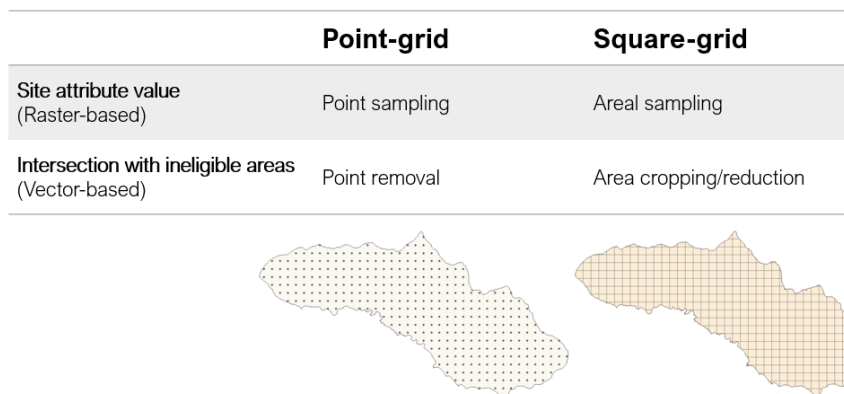 Point-grid Square-grid
Site attribute value
(Raster-based) Point sampling Areal sampling
Intersection with ineligible areas
(Vector-based) Point removal Area cropping/reduction